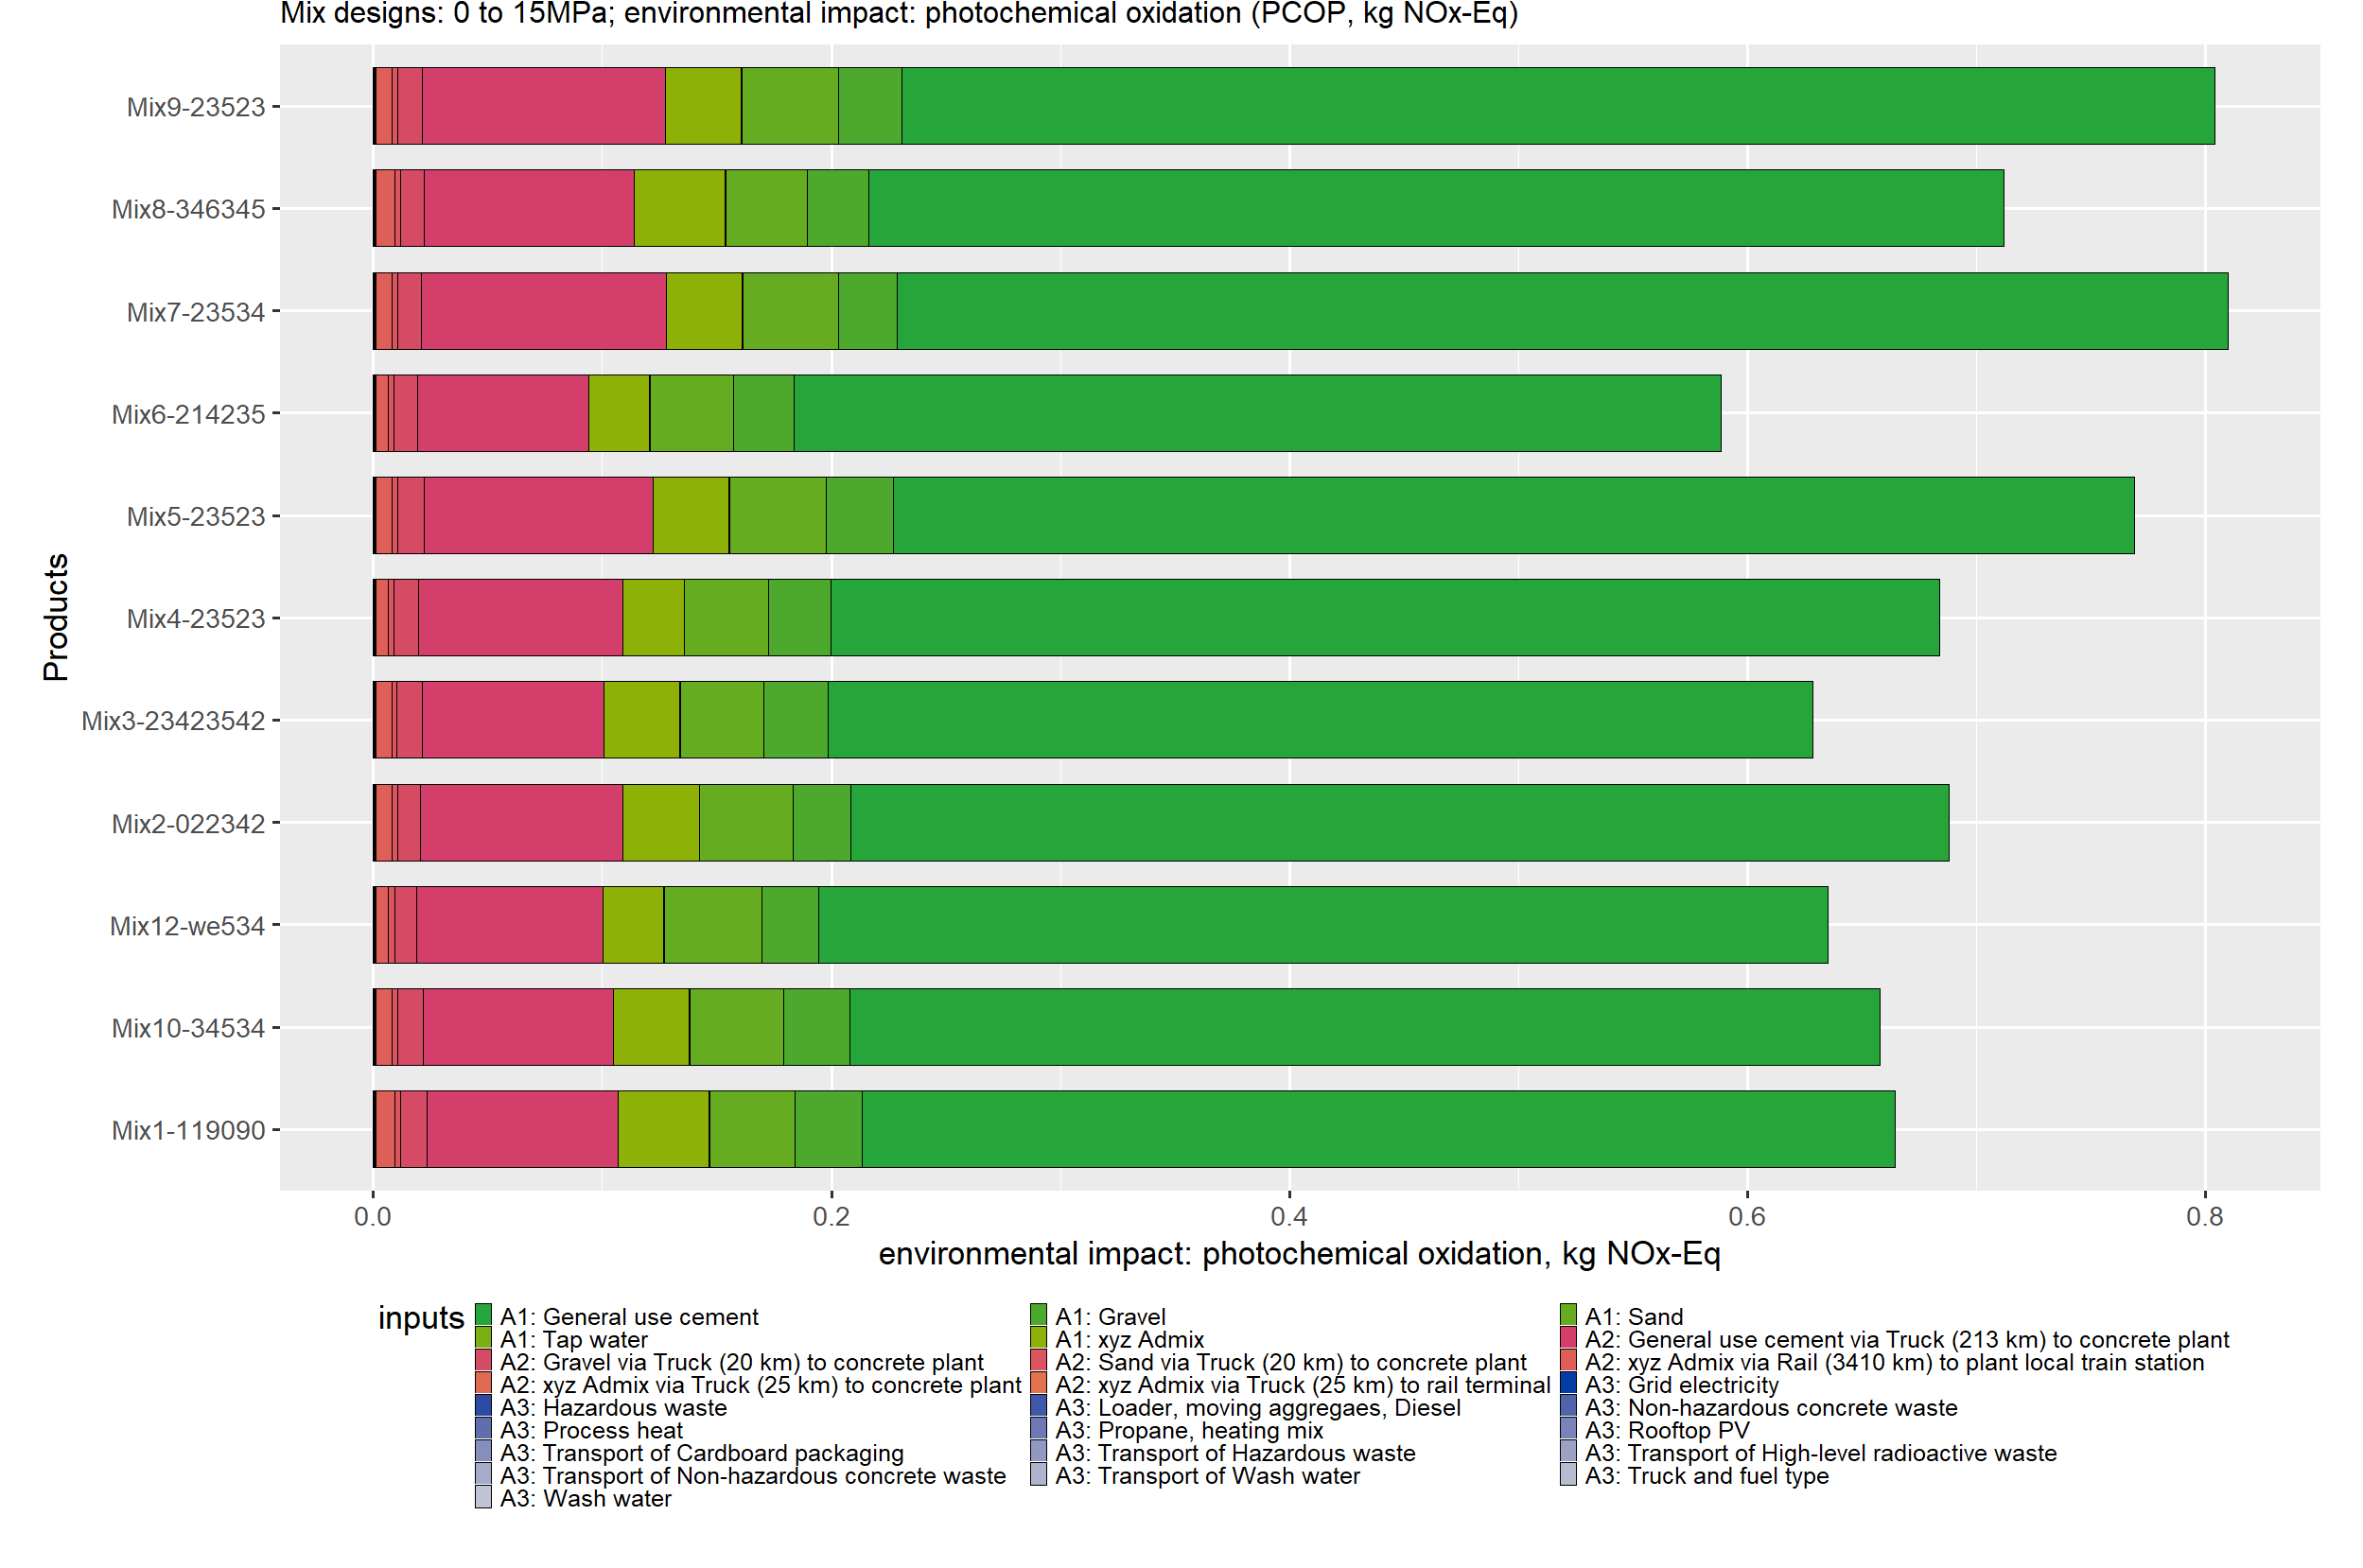 Mix designs: 0 to 15MPa; environmental impact: photochemical oxidation (PCOP, kg NOx-Eq)
Products
Mix9-23523
Mix8-346345
Mix7-23534
Mix6-214235
Mix5-23523
Mix4-23523
Mix3-23423542
Mix2-022342
Mix12-we534
Mix10-34534
Mix1-119090
0.0 0.2 0.4 0.6 0.8
environmental impact: photochemical oxidation, kg NOx-Eq
inputs
A1: General use cement A1: Gravel A1: Sand
A1: Tap water A1: xyz Admix A2: General use cement via Truck (213 km) to concrete plant
A2: Gravel via Truck (20 km) to concrete plant A2: Sand via Truck (20 km) to concrete plant A2: xyz Admix via Rail (3410 km) to plant local train station
A2: xyz Admix via Truck (25 km) to concrete plant A2: xyz Admix via Truck (25 km) to rail terminal A3: Grid electricity
A3: Hazardous waste A3: Loader, moving aggregaes, Diesel A3: Non-hazardous concrete waste
A3: Process heat A3: Propane, heating mix A3: Rooftop PV
A3: Transport of Cardboard packaging A3: Transport of Hazardous waste A3: Transport of High-level radioactive waste
A3: Transport of Non-hazardous concrete waste A3: Transport of Wash water A3: Truck and fuel type
A3: Wash water